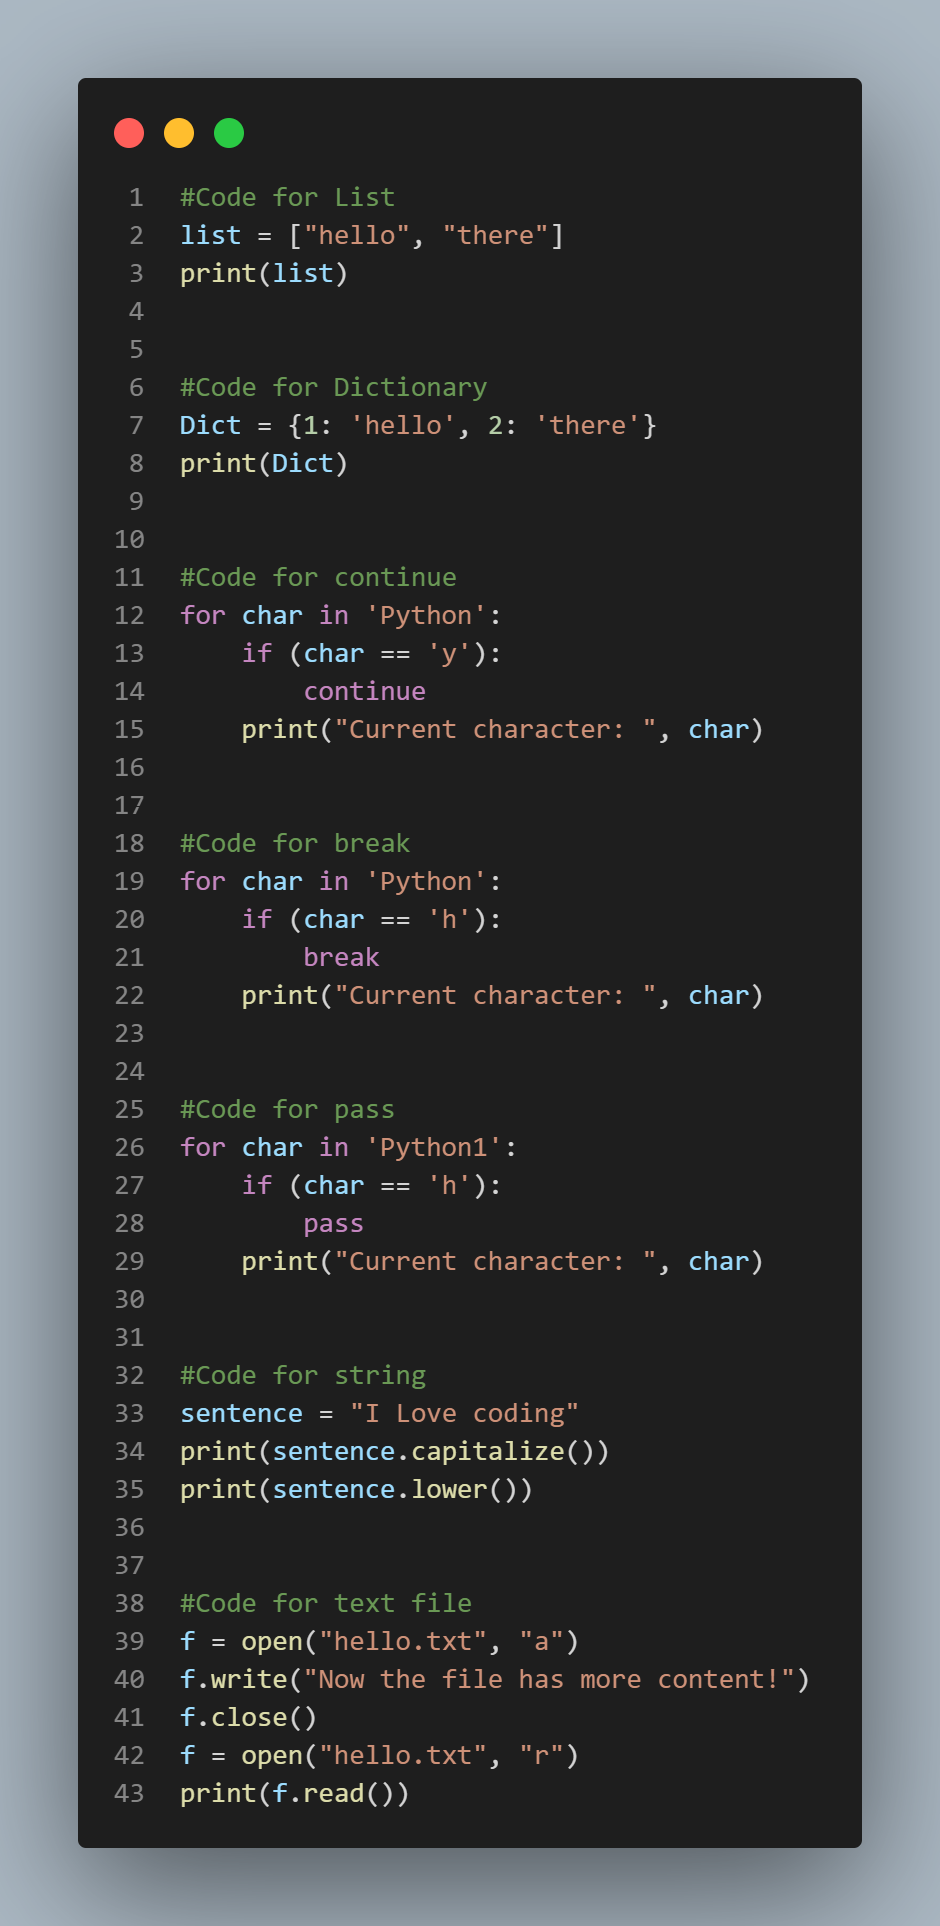 1 #Code for List
2 list = ["hello", "there"]
3 print(list)
4
5
6 #Code for Dictionary
7 Dict = {1: 'hello', 2: 'there'}
8 print(Dict)
9
10
11 #Code for continue
12 for char in 'Python':
13     if (char == 'y'):
14         continue
15     print("Current character: ", char)
16
17
18 #Code for break
19 for char in 'Python':
20     if (char == 'h'):
21         break
22     print("Current character: ", char)
23
24
25 #Code for pass
26 for char in 'Python1':
27     if (char == 'h'):
28         pass
29     print("Current character: ", char)
30
31
32 #Code for string
33 sentence = "I Love coding"
34 print(sentence.capitalize())
35 print(sentence.lower())
36
37
38 #Code for text file
39 f = open("hello.txt", "a")
40 f.write("Now the file has more content!")
41 f.close()
42 f = open("hello.txt", "r")
43 print(f.read())